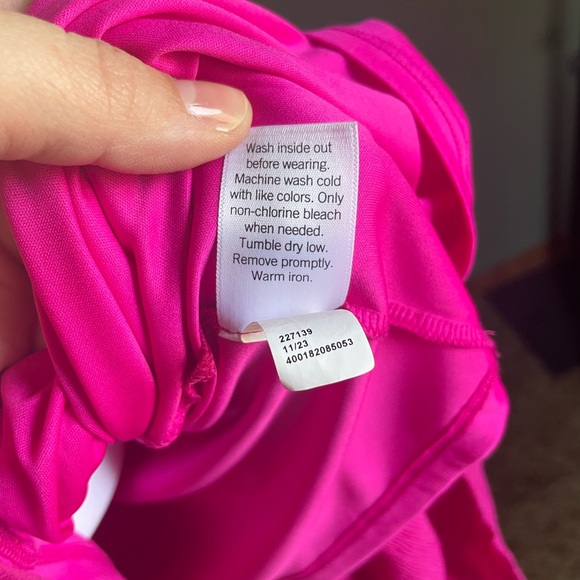 Wash inside out
before wearing.
Machine wash cold
with like colors. Only
non-chlorine bleach
when needed.
Tumble dry low.
Remove promptly.
Warm iron.
227139
11/23
400182085053